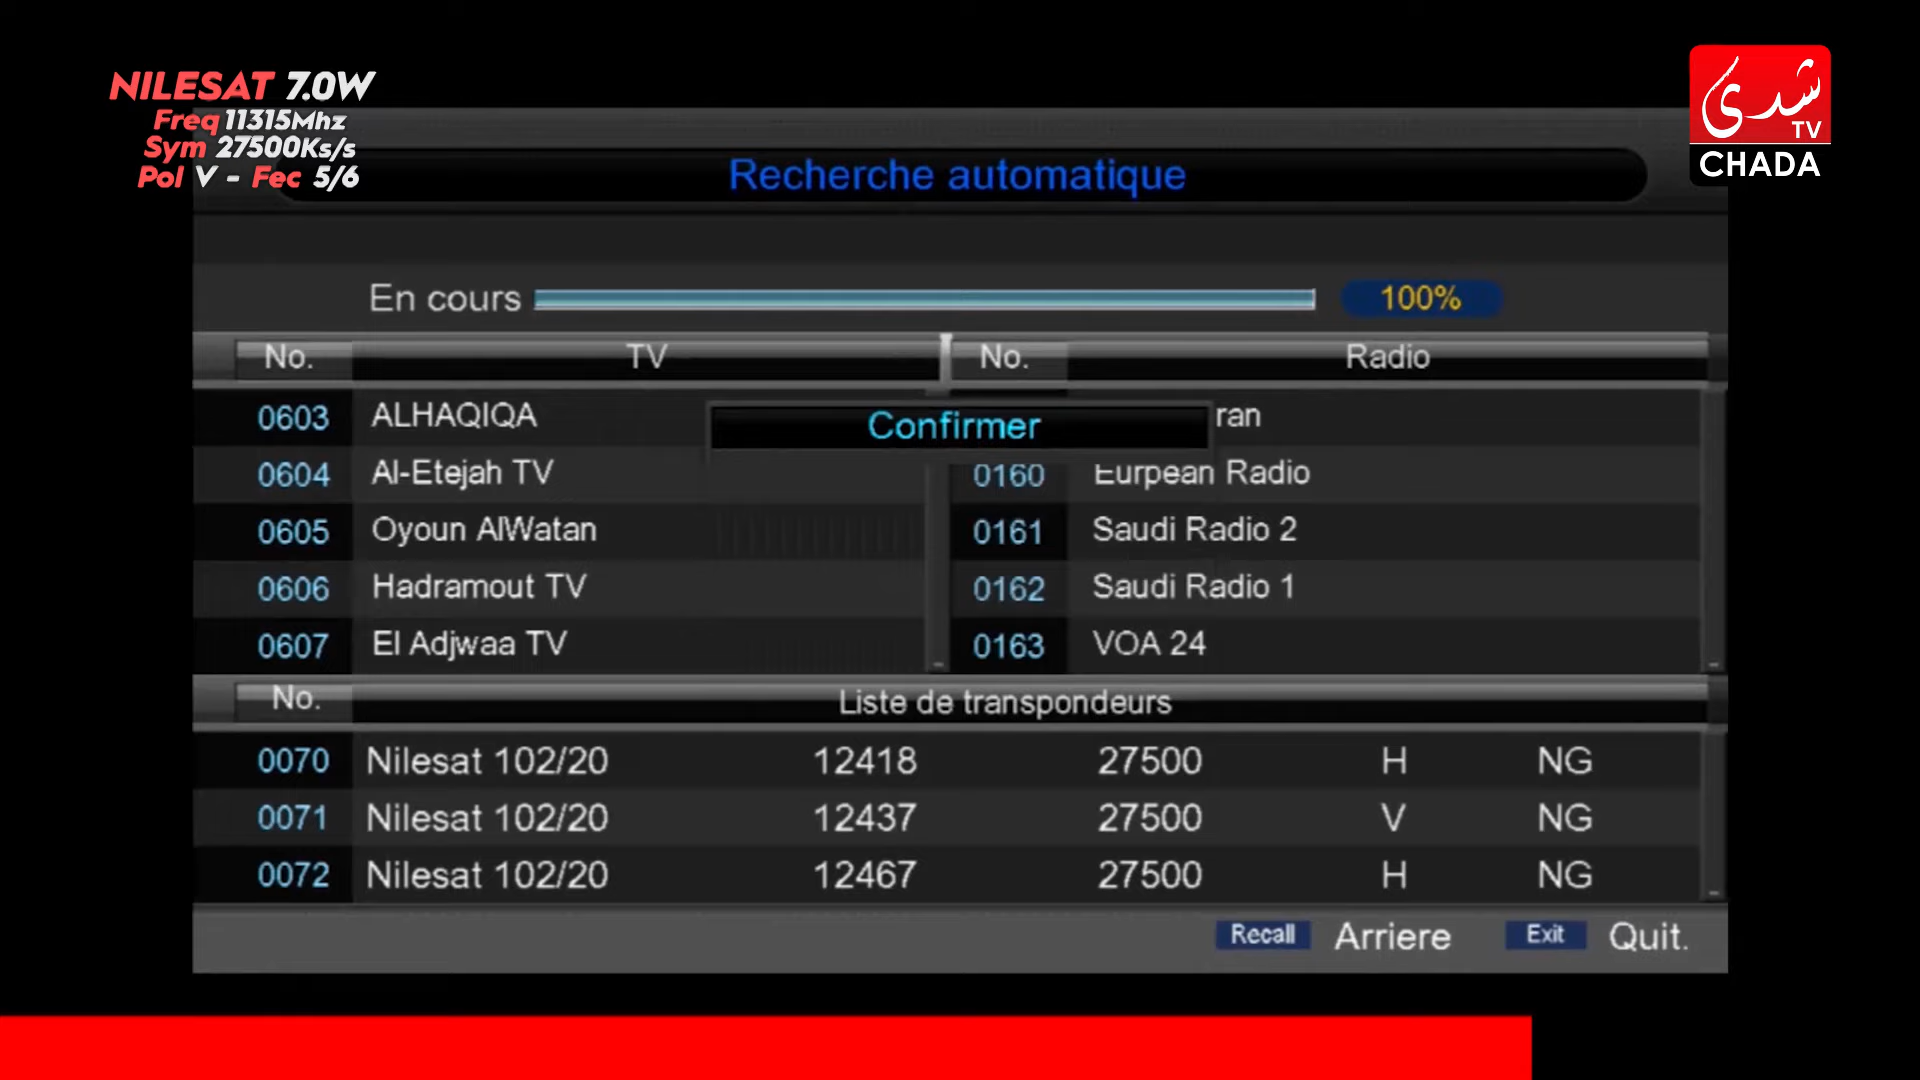 NILESAT 7.0W
Freq 11315Mhz
Sym 27500Ks/s
Pol V - Fec 5/6
شدى
TV
CHADA
Recherche automatique
En cours 100%
No. TV No. Radio
0603 ALHAQIQA ran
Confirmer
0604 Al-Etejah TV 0160 Eurpean Radio
0605 Oyoun AlWatan 0161 Saudi Radio 2
0606 Hadramout TV 0162 Saudi Radio 1
0607 El Adjwaa TV 0163 VOA 24
No. Liste de transpondeurs
0070 Nilesat 102/20 12418 27500 H NG
0071 Nilesat 102/20 12437 27500 V NG
0072 Nilesat 102/20 12467 27500 H NG
Recall Arriere Exit Quit.